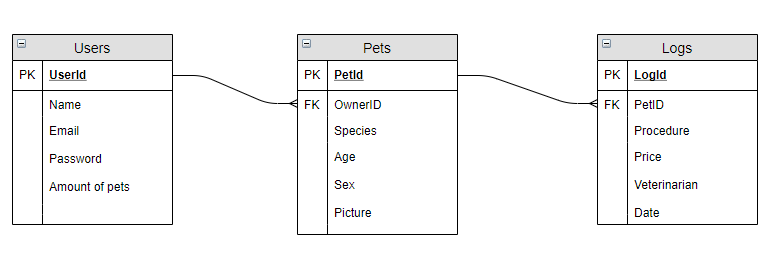 Users
PK UserId
Name
Email
Password
Amount of pets
Pets
PK PetId
FK OwnerID
Species
Age
Sex
Picture
Logs
PK LogId
FK PetID
Procedure
Price
Veterinarian
Date